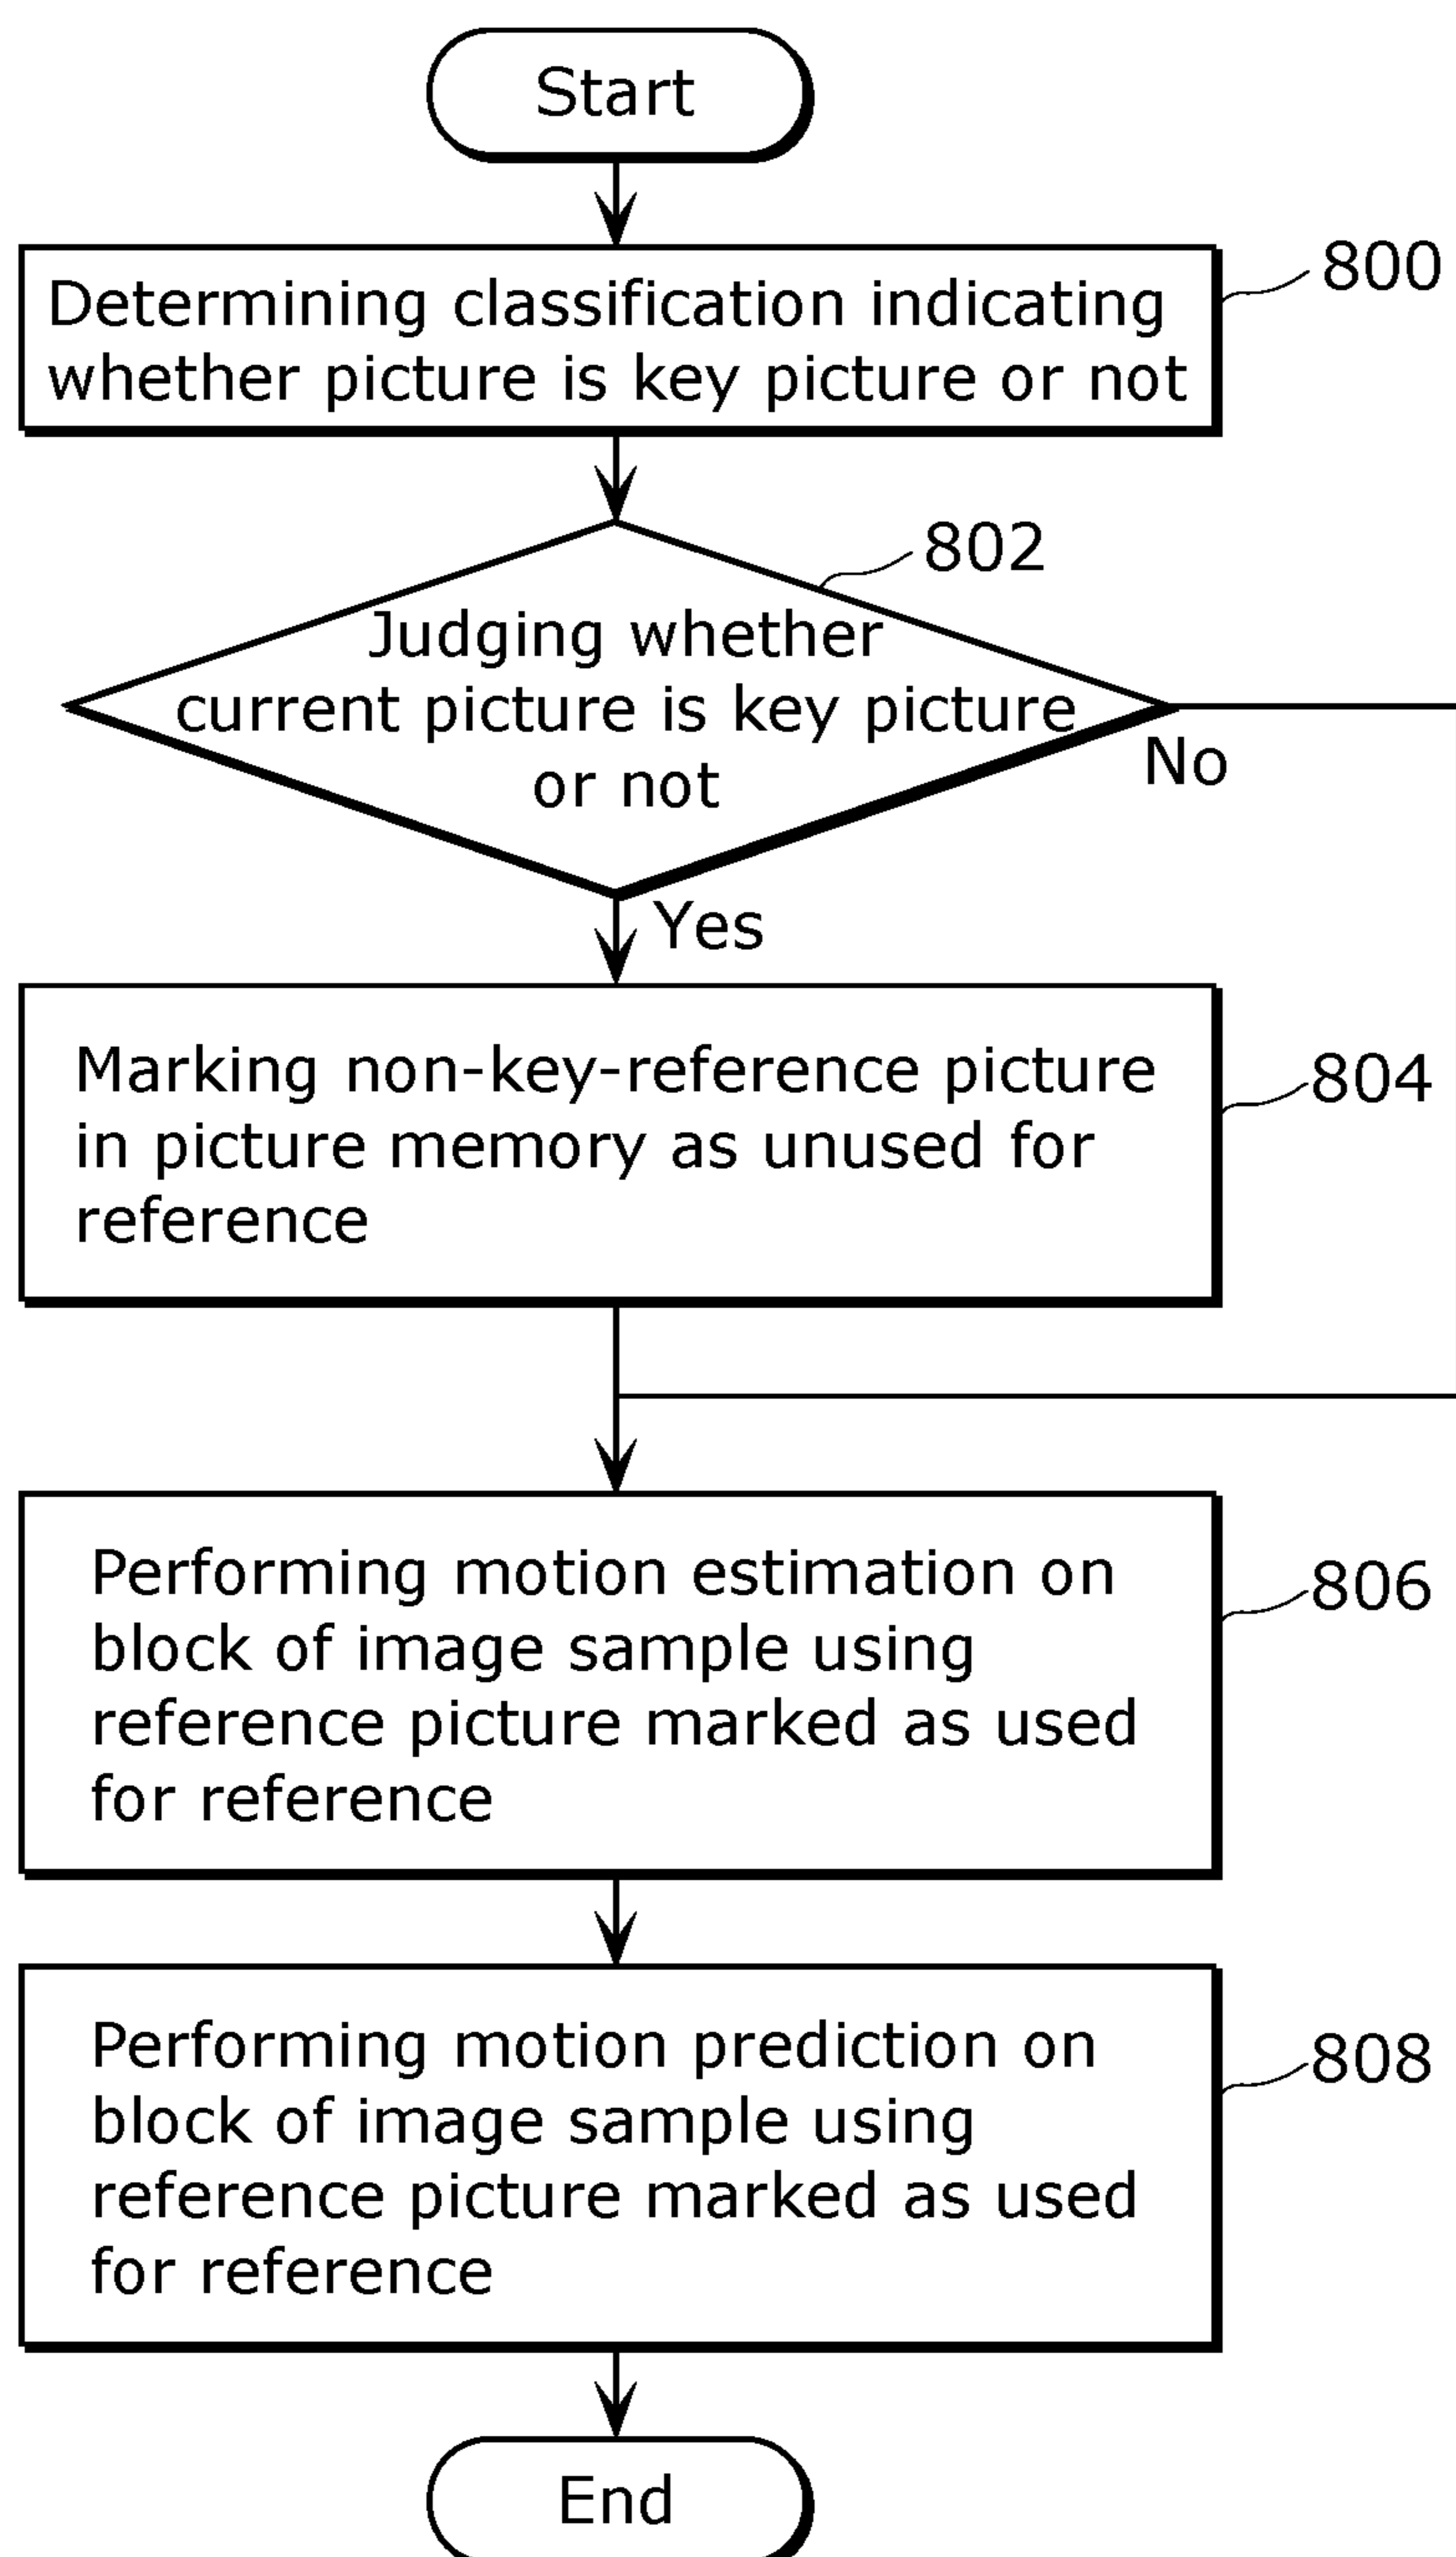 Start
800
Determining classification indicating
whether picture is key picture or not
802
Judging whether
current picture is key picture
or not
No
Yes
Marking non-key-reference picture
in picture memory as unused for
reference
804
Performing motion estimation on
block of image sample using
reference picture marked as used
for reference
806
Performing motion prediction on
block of image sample using
reference picture marked as used
for reference
808
End